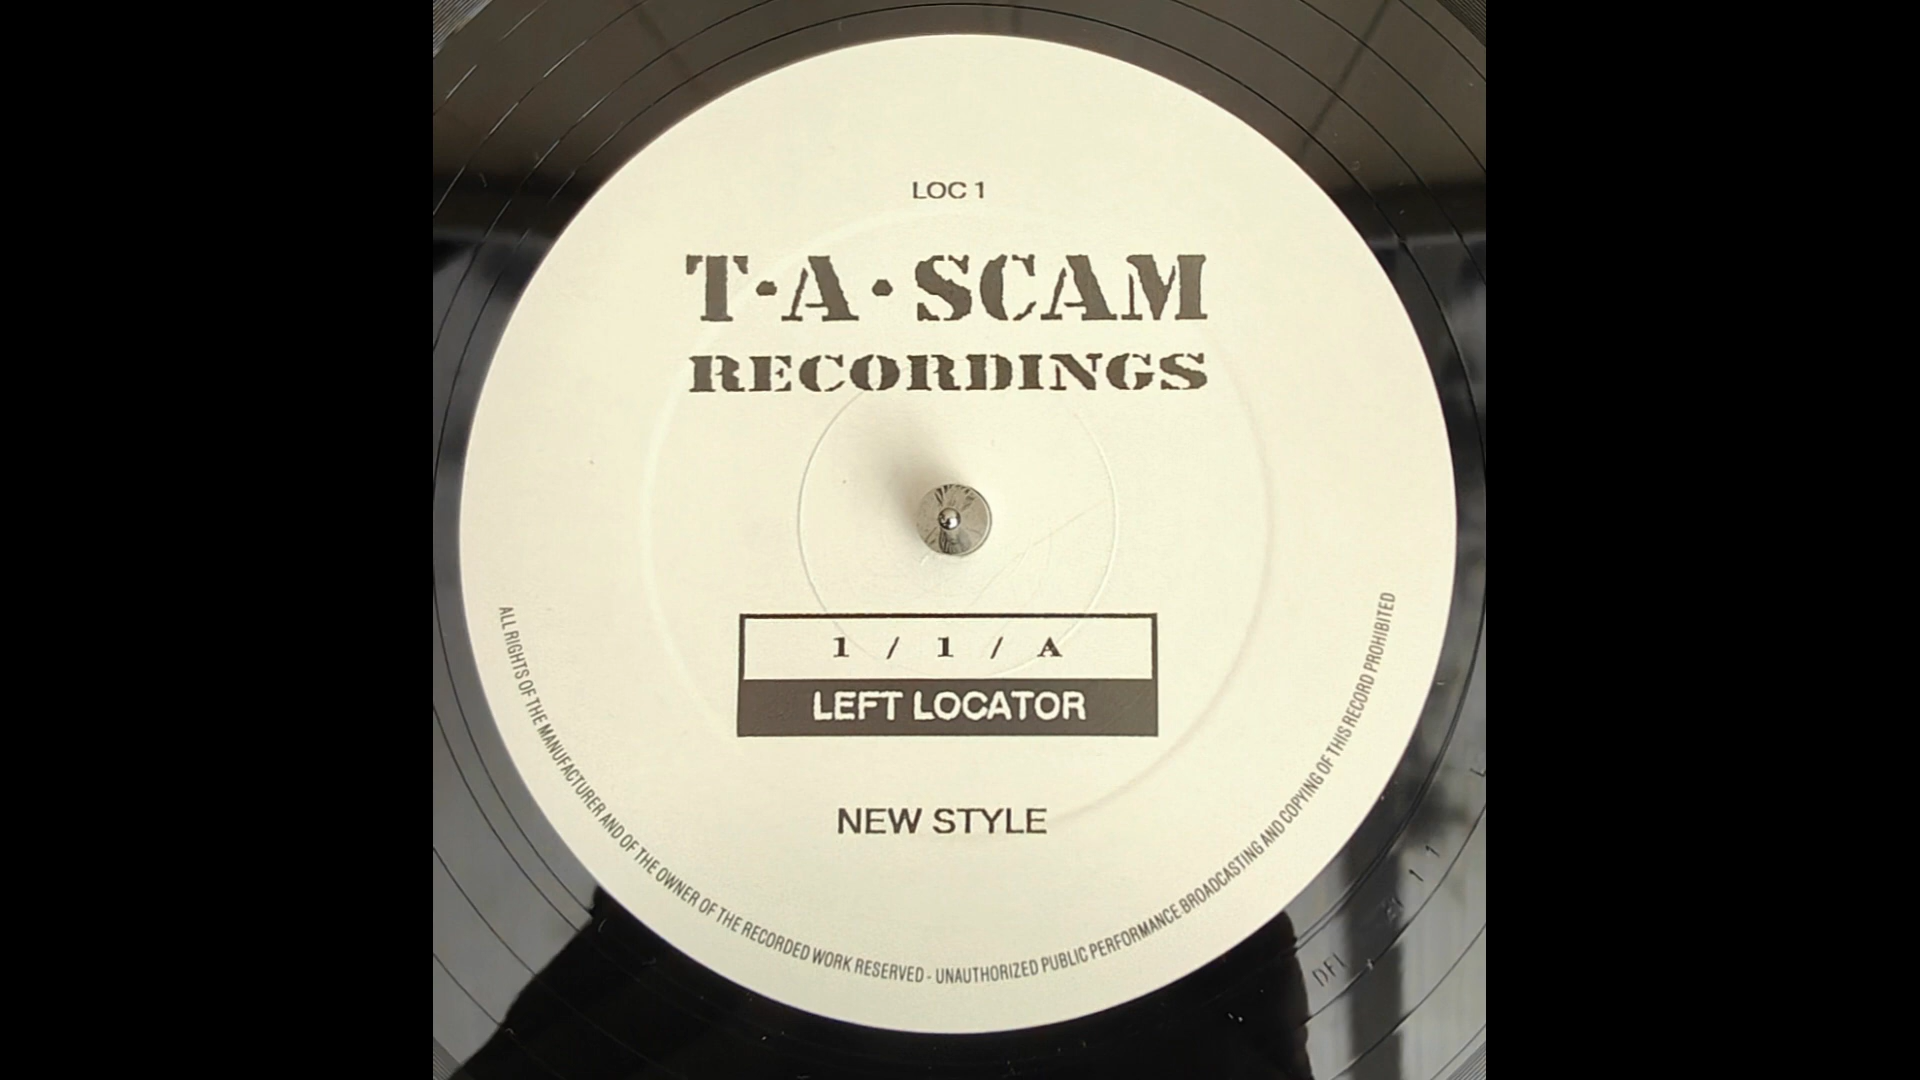 LOC 1
T·A·SCAM
RECORDINGS
1 / 1 / A
LEFT LOCATOR
NEW STYLE
ALL RIGHTS OF THE MANUFACTURER AND OF THE OWNER OF THE RECORDED WORK RESERVED - UNAUTHORIZED PUBLIC PERFORMANCE BROADCASTING AND COPYING OF THIS RECORD PROHIBITED